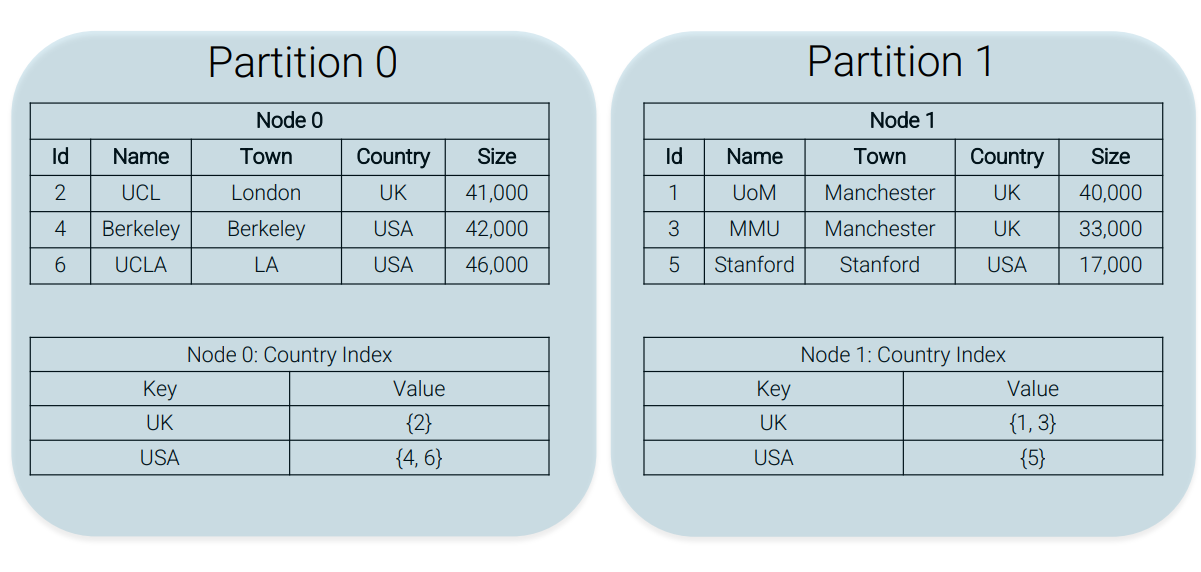 Partition 0
Node 0
Id Name Town Country Size
2 UCL London UK 41,000
4 Berkeley Berkeley USA 42,000
6 UCLA LA USA 46,000
Node 0: Country Index
Key Value
UK {2}
USA {4, 6}
Partition 1
Node 1
Id Name Town Country Size
1 UoM Manchester UK 40,000
3 MMU Manchester UK 33,000
5 Stanford Stanford USA 17,000
Node 1: Country Index
Key Value
UK {1, 3}
USA {5}